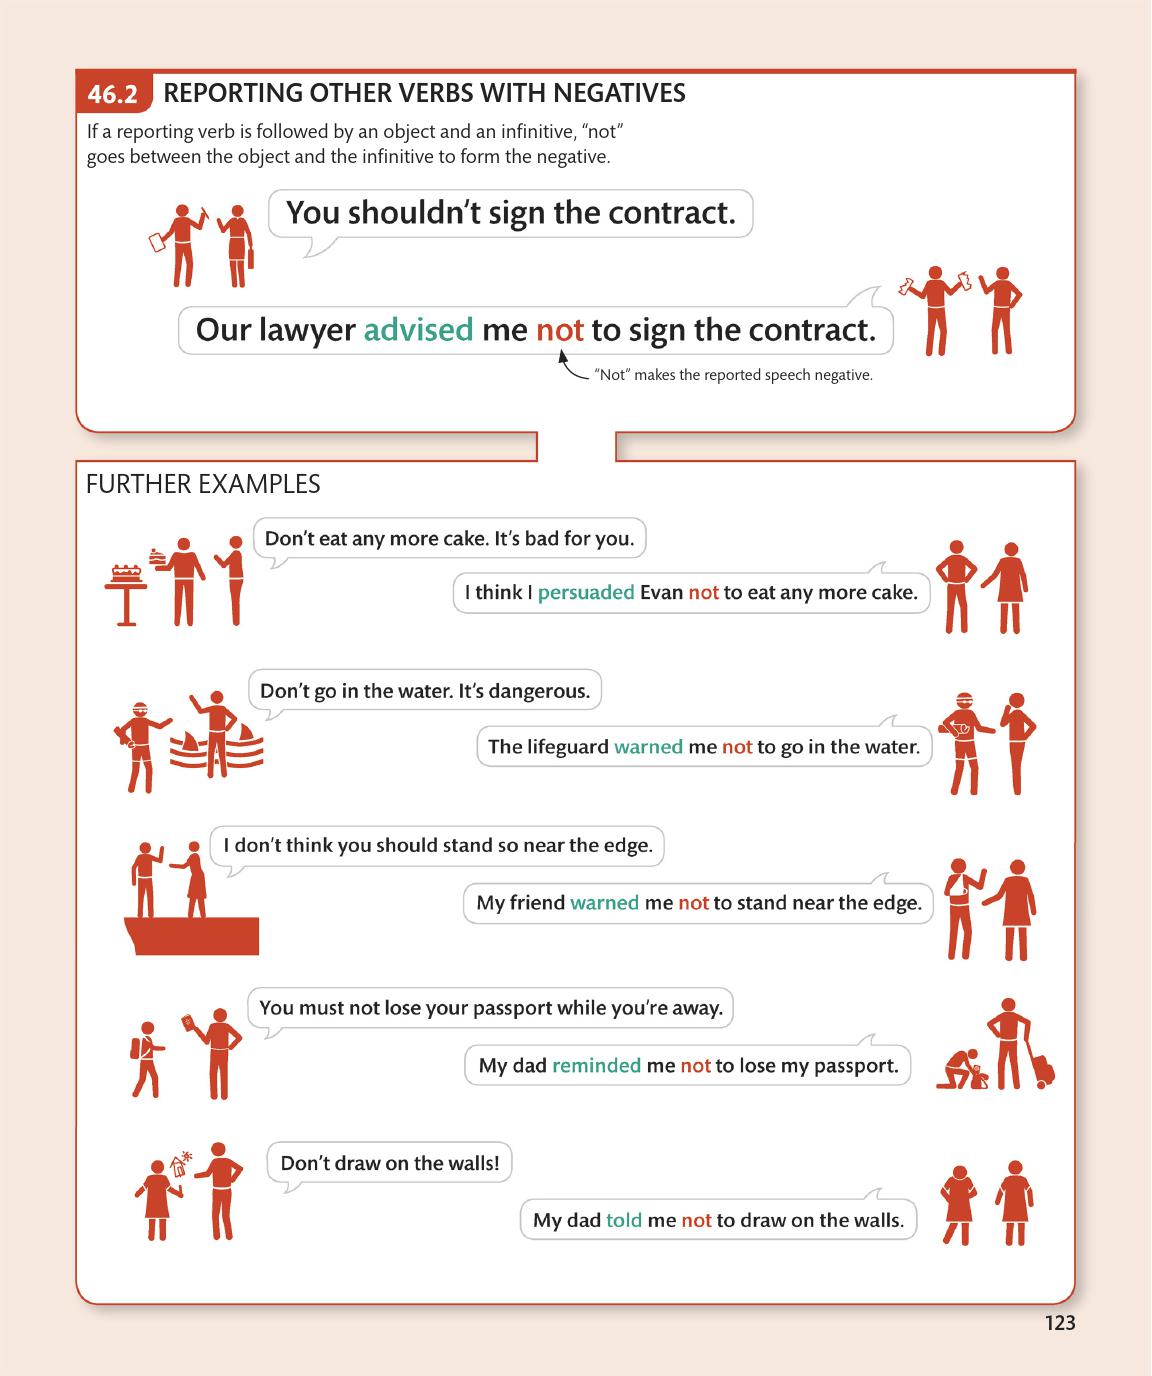 46.2 REPORTING OTHER VERBS WITH NEGATIVES
If a reporting verb is followed by an object and an infinitive, “not”
goes between the object and the infinitive to form the negative.
You shouldn’t sign the contract.
Our lawyer advised me not to sign the contract.
“Not” makes the reported speech negative.
FURTHER EXAMPLES
Don’t eat any more cake. It’s bad for you.
I think I persuaded Evan not to eat any more cake.
Don’t go in the water. It’s dangerous.
The lifeguard warned me not to go in the water.
I don’t think you should stand so near the edge.
My friend warned me not to stand near the edge.
You must not lose your passport while you’re away.
My dad reminded me not to lose my passport.
Don’t draw on the walls!
My dad told me not to draw on the walls.
123